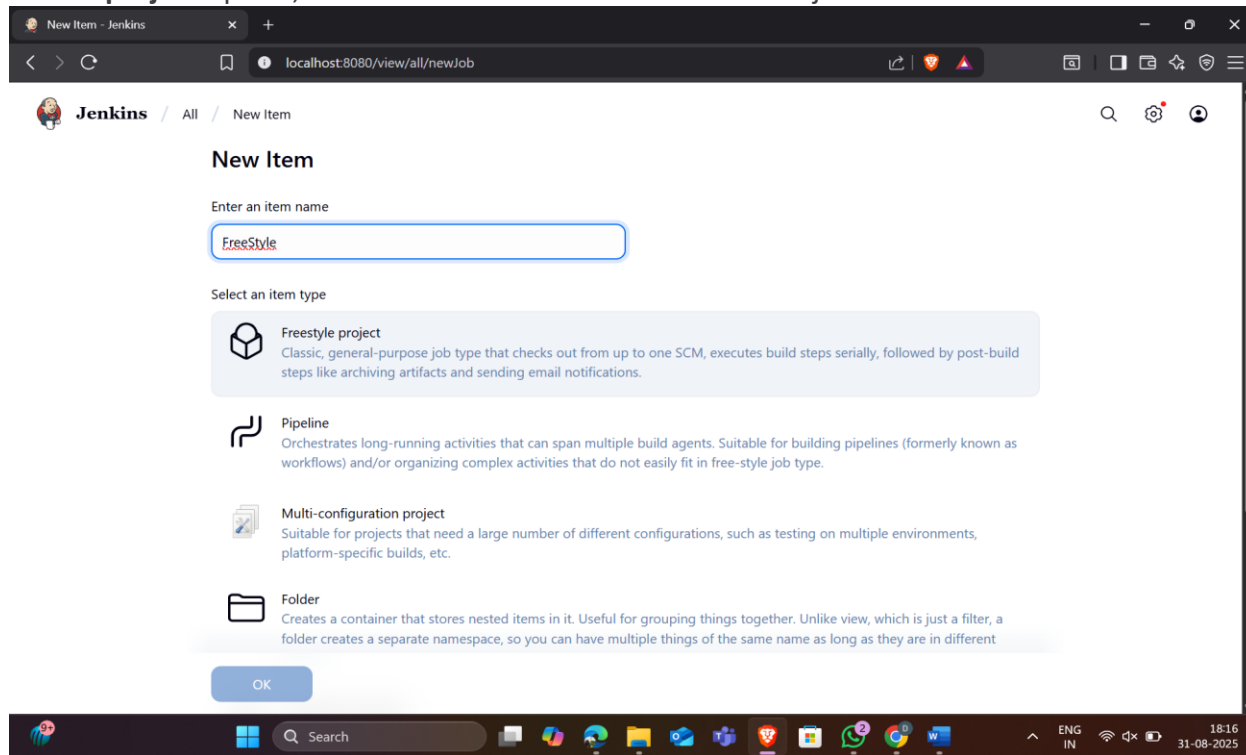 New Item - Jenkins
localhost:8080/view/all/newJob
Jenkins / All / New Item
New Item
Enter an item name
FreeStyle
Select an item type
Freestyle project
Classic, general-purpose job type that checks out from up to one SCM, executes build steps serially, followed by post-build
steps like archiving artifacts and sending email notifications.
Pipeline
Orchestrates long-running activities that can span multiple build agents. Suitable for building pipelines (formerly known as
workflows) and/or organizing complex activities that do not easily fit in free-style job type.
Multi-configuration project
Suitable for projects that need a large number of different configurations, such as testing on multiple environments,
platform-specific builds, etc.
Folder
Creates a container that stores nested items in it. Useful for grouping things together. Unlike view, which is just a filter, a
folder creates a separate namespace, so you can have multiple things of the same name as long as they are in different
OK
9+
Search
2
ENG
IN
18:16
31-08-2025